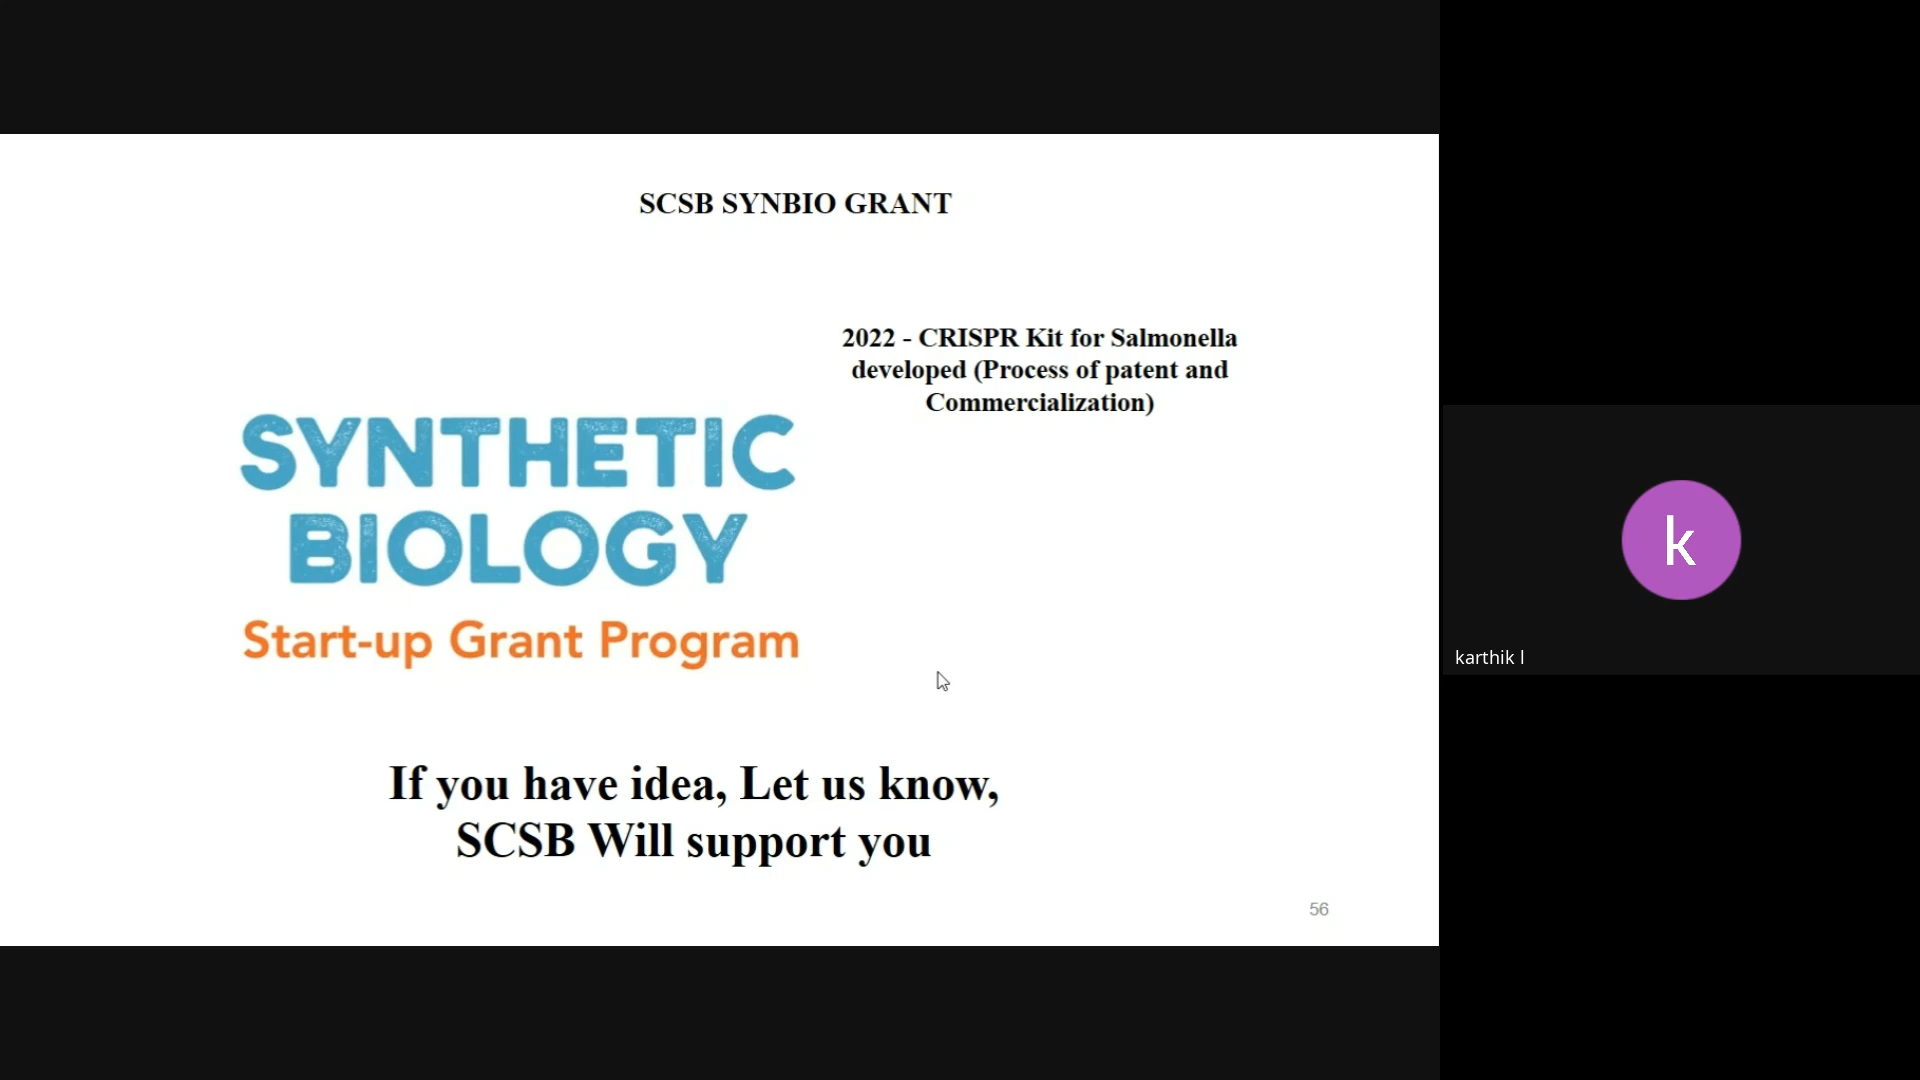 SCSB SYNBIO GRANT
2022 - CRISPR Kit for Salmonella
developed (Process of patent and
Commercialization)
SYNTHETIC
BIOLOGY
Start-up Grant Program
If you have idea, Let us know,
SCSB Will support you
56
k
karthik l